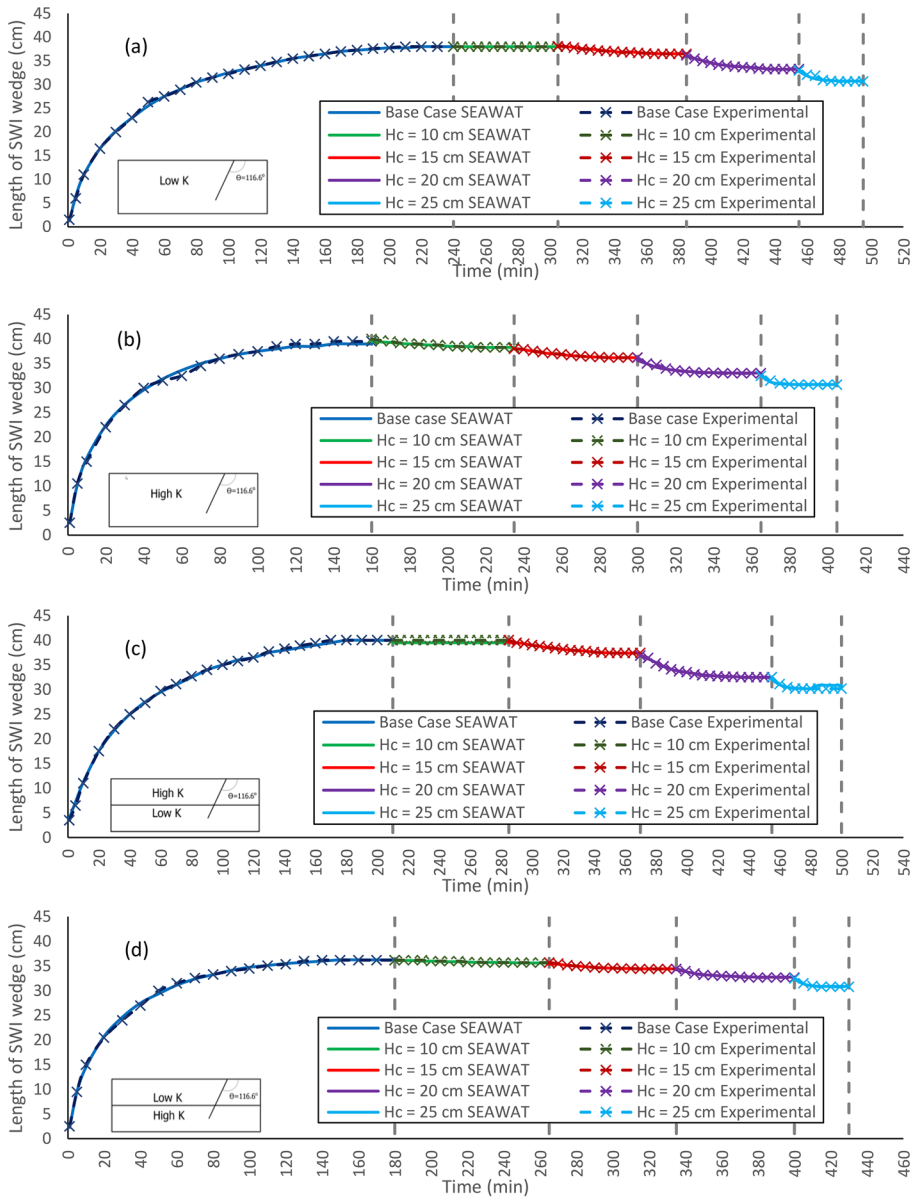 (a)
Length of SWI wedge (cm)
45
40
35
30
25
20
15
10
5
0
Base Case SEAWAT
Base Case Experimental
Hc = 10 cm SEAWAT
Hc = 10 cm Experimental
Hc = 15 cm SEAWAT
Hc = 15 cm Experimental
Hc = 20 cm SEAWAT
Hc = 20 cm Experimental
Hc = 25 cm SEAWAT
Hc = 25 cm Experimental
Low K
Θ=116.6°
0 20 40 60 80 100 120 140 160 180 200 220 240 260 280 300 320 340 360 380 400 420 440 460 480 500 520
Time (min)
(b)
Length of SWI wedge (cm)
45
40
35
30
25
20
15
10
5
0
Base case SEAWAT
Base case Experimental
Hc = 10 cm SEAWAT
Hc = 10 cm Experimental
Hc = 15 cm SEAWAT
Hc = 15 cm Experimental
Hc = 20 cm SEAWAT
Hc = 20 cm Experimental
Hc = 25 cm SEAWAT
Hc = 25 cm Experimental
High K
Θ=116.6°
0 20 40 60 80 100 120 140 160 180 200 220 240 260 280 300 320 340 360 380 400 420 440
Time (min)
(c)
Length of SWI wedge (cm)
45
40
35
30
25
20
15
10
5
0
Base Case SEAWAT
Base Case Experimental
Hc = 10 cm SEAWAT
Hc = 10 cm Experimental
Hc = 15 cm SEAWAT
Hc = 15 cm Experimental
Hc = 20 cm SEAWAT
Hc = 20 cm Experimental
Hc = 25 cm SEAWAT
Hc = 25 cm Experimental
High K
Θ=116.6°
Low K
0 20 40 60 80 100 120 140 160 180 200 220 240 260 280 300 320 340 360 380 400 420 440 460 480 500 520 540
Time (min)
(d)
Length of SWI wedge (cm)
45
40
35
30
25
20
15
10
5
0
Base Case SEAWAT
Base Case Experimental
Hc = 10 cm SEAWAT
Hc = 10 cm Experimental
Hc = 15 cm SEAWAT
Hc = 15 cm Experimental
Hc = 20 cm SEAWAT
Hc = 20 cm Experimental
Hc = 25 cm SEAWAT
Hc = 25 cm Experimental
Low K
Θ=116.6°
High K
0 20 40 60 80 100 120 140 160 180 200 220 240 260 280 300 320 340 360 380 400 420 440 460
Time (min)